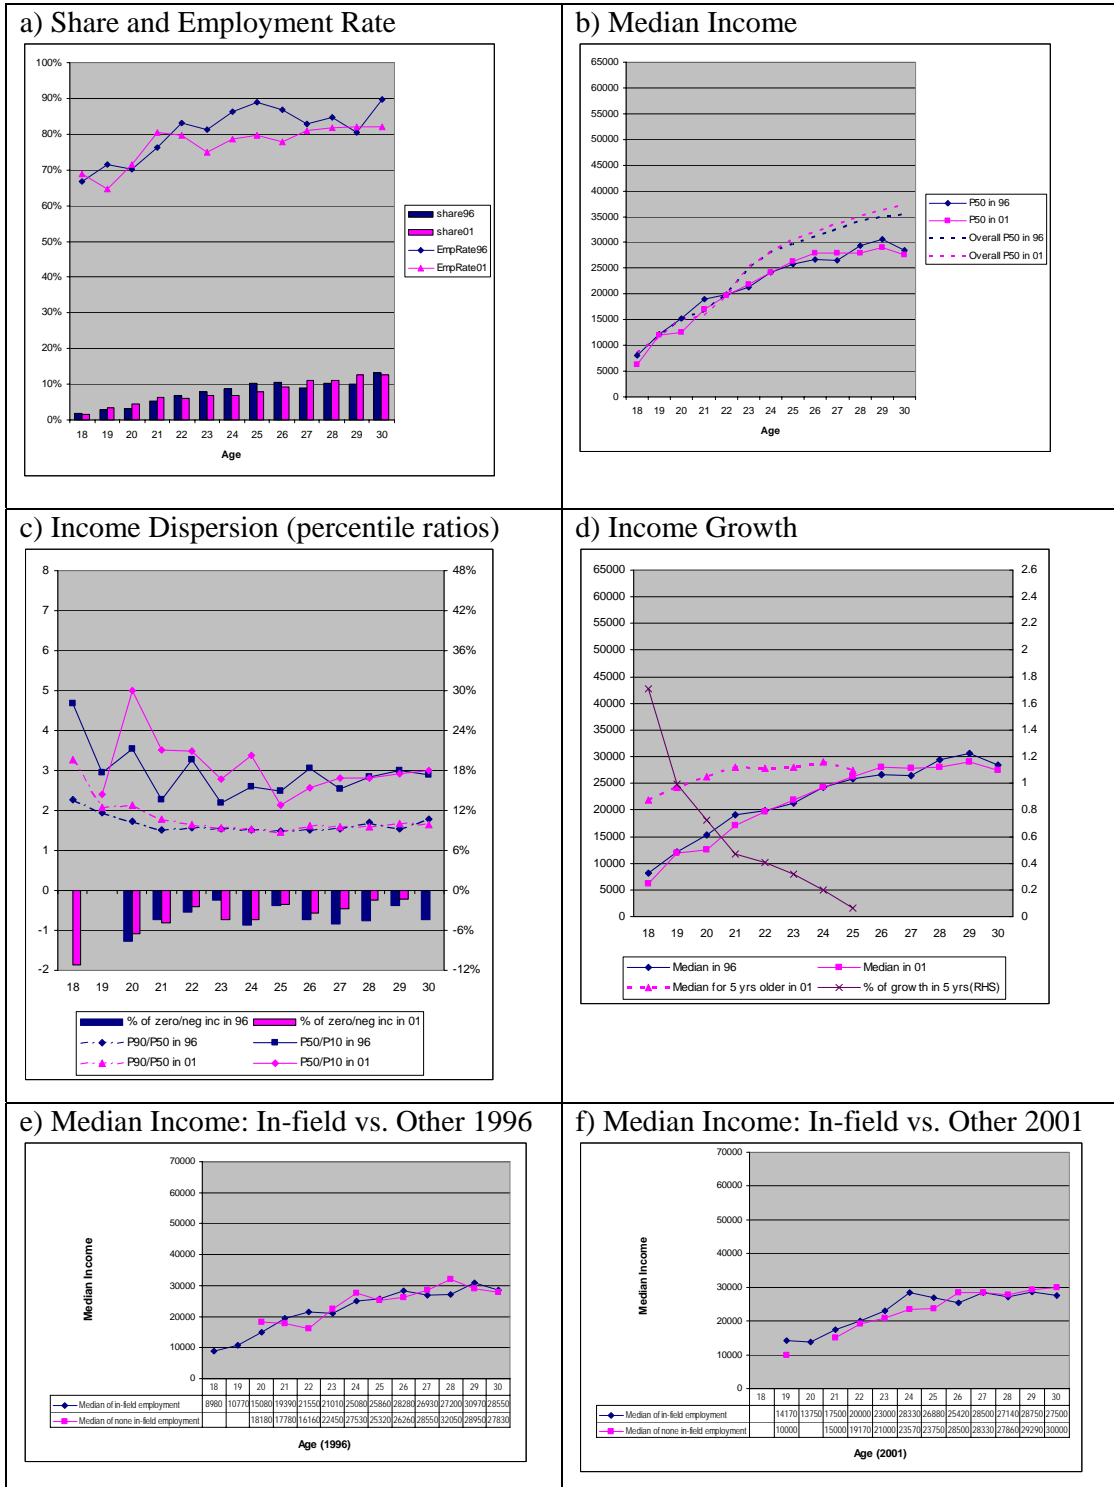 a) Share and Employment Rate
100%
90%
80%
70%
60%
50%
40%
30%
20%
10%
0%
18 19 20 21 22 23 24 25 26 27 28 29 30
Age
share96
share01
EmpRate96
EmpRate01
b) Median Income
65000
60000
55000
50000
45000
40000
35000
30000
25000
20000
15000
10000
5000
0
18 19 20 21 22 23 24 25 26 27 28 29 30
Age
P50 in 96
P50 in 01
Overall P50 in 96
Overall P50 in 01
c) Income Dispersion (percentile ratios)
8 48%
7 42%
6 36%
5 30%
4 24%
3 18%
2 12%
1 6%
0 0%
-1 -6%
-2 -12%
18 19 20 21 22 23 24 25 26 27 28 29 30
% of zero/neg inc in 96 % of zero/neg inc in 01
P90/P50 in 96 P50/P10 in 96
P90/P50 in 01 P50/P10 in 01
d) Income Growth
65000 2.6
60000 2.4
55000 2.2
50000 2
45000 1.8
40000 1.6
35000 1.4
30000 1.2
25000 1
20000 0.8
15000 0.6
10000 0.4
5000 0.2
0 0
18 19 20 21 22 23 24 25 26 27 28 29 30
Median in 96 Median in 01
Median for 5 yrs older in 01 % of growth in 5 yrs(RHS)
e) Median Income: In-field vs. Other 1996
Median Income
70000
60000
50000
40000
30000
20000
10000
0
18 19 20 21 22 23 24 25 26 27 28 29 30
Median of in-field employment 8980 10770 15080 19390 21550 21010 25080 25860 28280 26930 27200 30970 28550
Median of none in-field employment 18180 17780 16160 22450 27530 25320 26260 28550 32050 28950 27830
Age (1996)
f) Median Income: In-field vs. Other 2001
Median Income
70000
60000
50000
40000
30000
20000
10000
0
18 19 20 21 22 23 24 25 26 27 28 29 30
Median of in-field employment 14170 13750 17500 20000 23000 28330 26880 25420 28500 27140 28750 27500
Median of none in-field employment 10000 15000 19170 21000 23570 23750 28500 28330 27860 29290 30000
Age (2001)